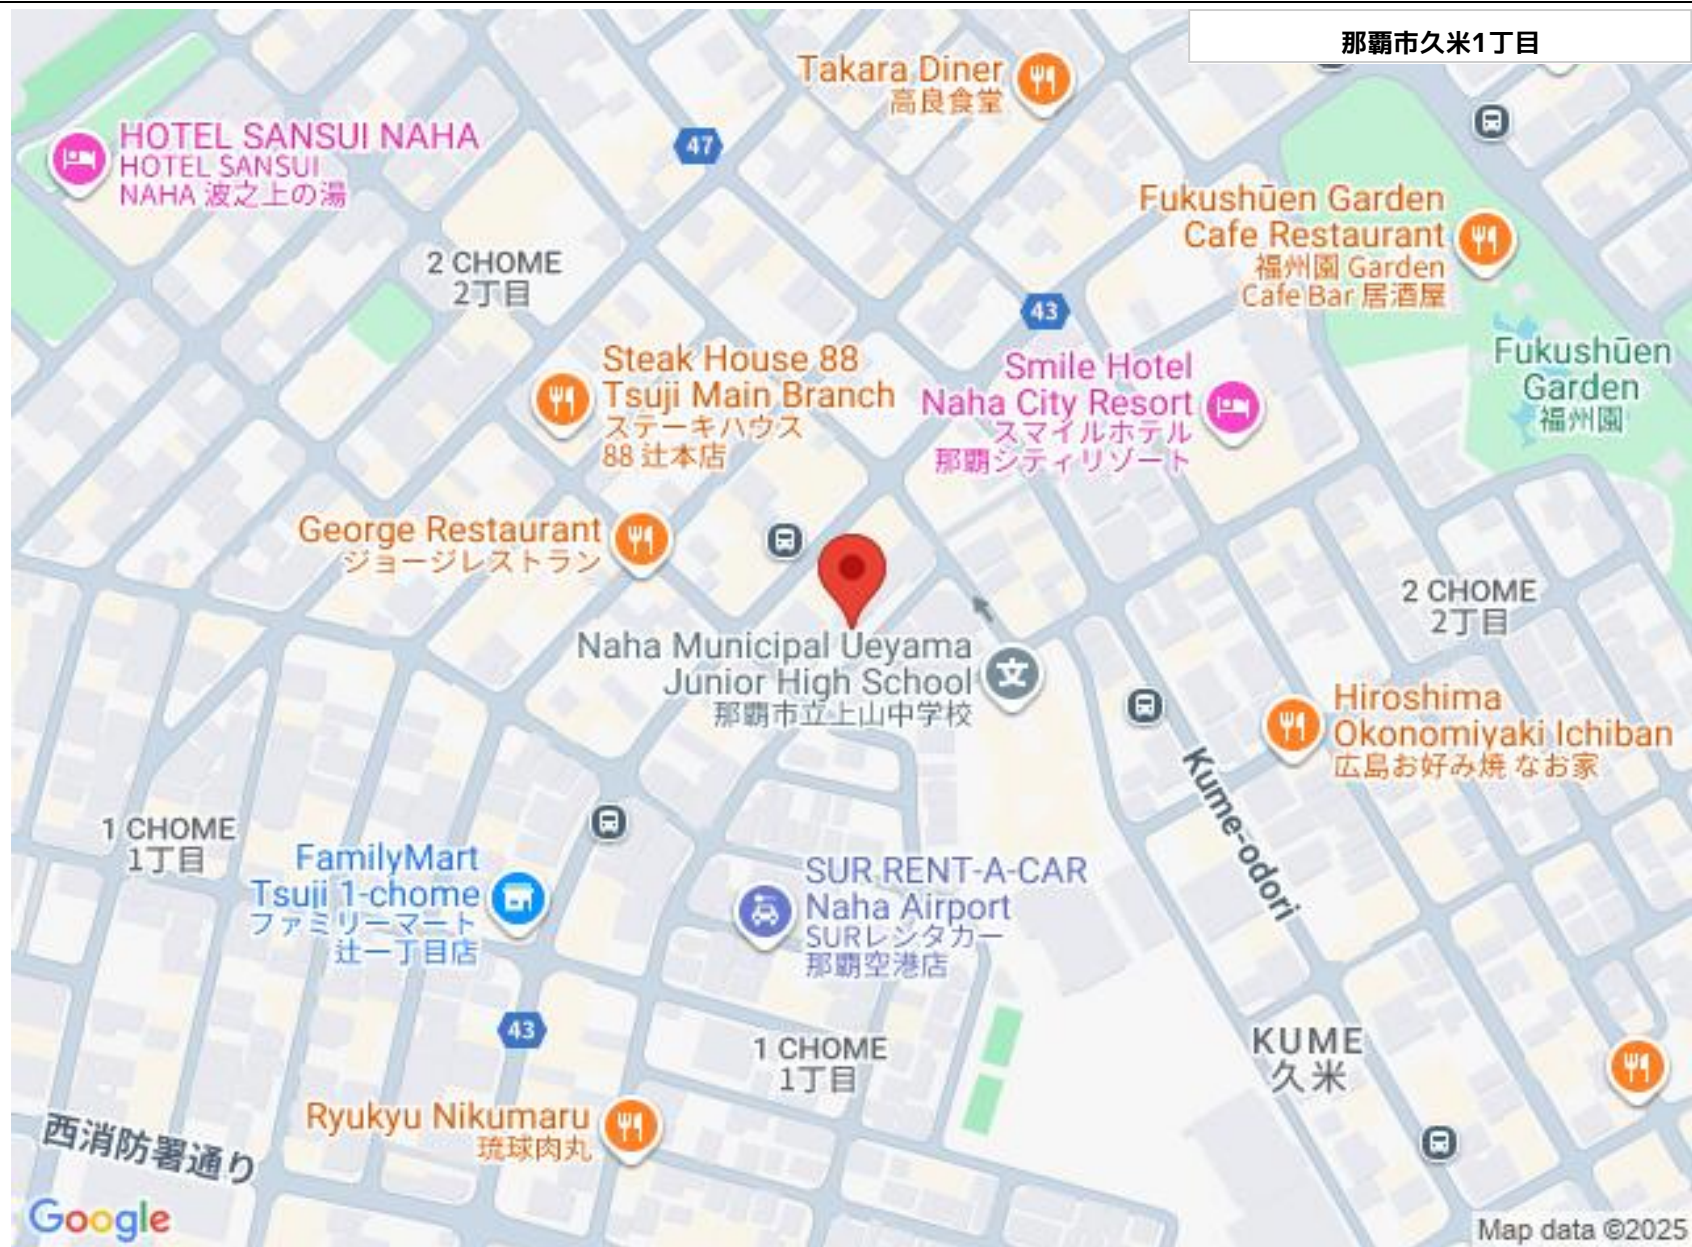 那覇市久米1丁目
Takara Diner
高良食堂
HOTEL SANSUI NAHA
HOTEL SANSUI
NAHA 波之上の湯
47
Fukushūen Garden
Cafe Restaurant
福州園 Garden
Cafe Bar 居酒屋
2 CHOME
2丁目
43
Steak House 88
Tsuji Main Branch
ステーキハウス
88 辻本店
Smile Hotel
Naha City Resort
スマイルホテル
那覇シティリゾート
Fukushūen
Garden
福州園
George Restaurant
ジョージレストラン
2 CHOME
2丁目
Naha Municipal Ueyama
Junior High School
那覇市立上山中学校
文
Hiroshima
Okonomiyaki Ichiban
広島お好み焼 なお家
Kume-odori
1 CHOME
1丁目
FamilyMart
Tsuji 1-chome
ファミリーマート
辻一丁目店
SUR RENT-A-CAR
Naha Airport
SURレンタカー
那覇空港店
43
1 CHOME
1丁目
KUME
久米
Ryukyu Nikumaru
琉球肉丸
西消防署通り
Google
Map data ©2025